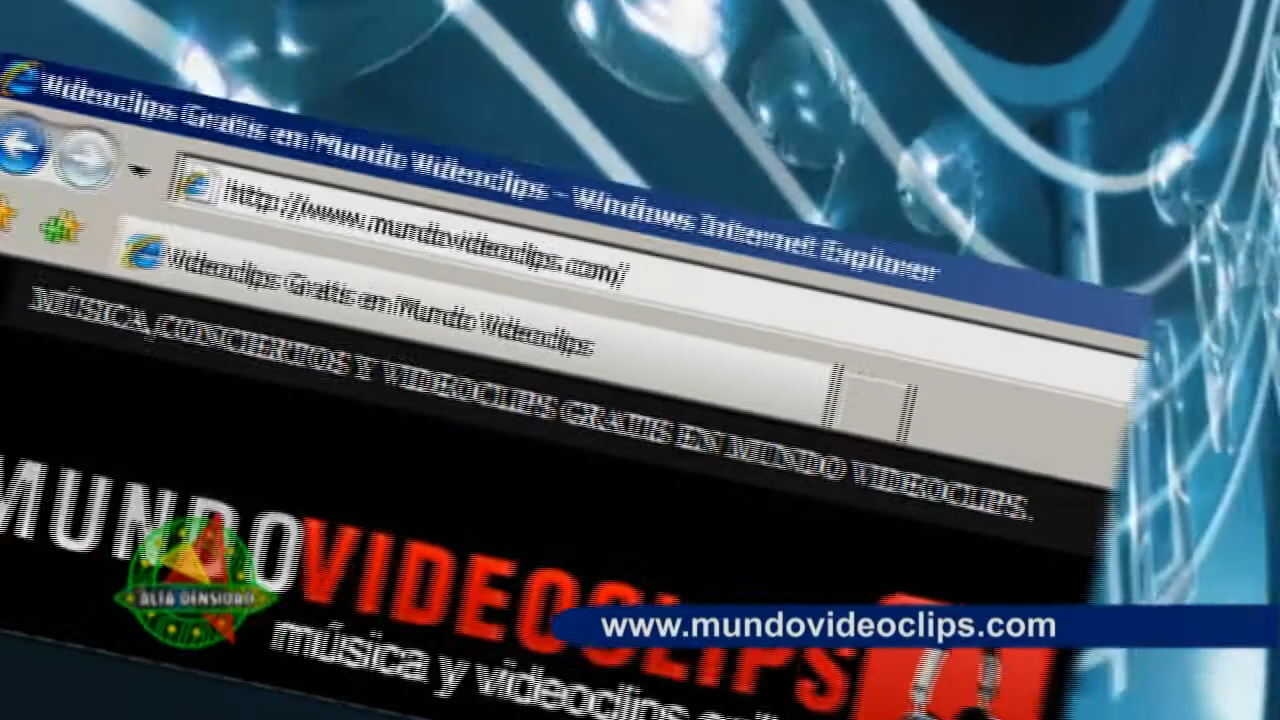 Videoclips Gratis en Mundo Videoclips - Windows Internet Explorer
http://www.mundovideoclips.com/
Videoclips Gratis en Mundo Videoclips
MÚSICA, CONCIERTOS Y VIDEOCLIPS GRATIS EN MUNDO VIDEOCLIPS.
MUNDOVIDEOCLIPS
música y videoclips
ALTA DENSIDAD
www.mundovideoclips.com